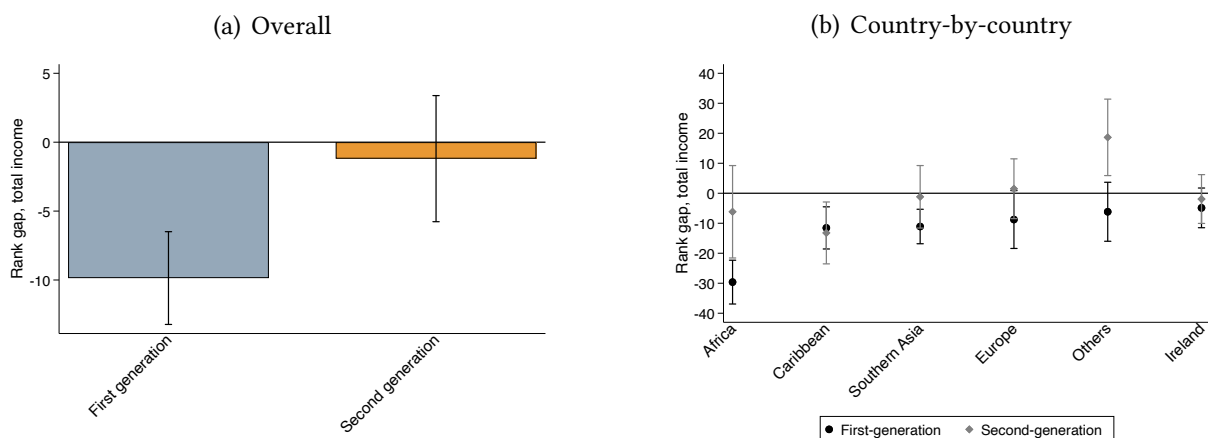 (a) Overall
Rank gap, total income
5
0
-5
-10
First generation
Second generation
(b) Country-by-country
Rank gap, total income
40
30
20
10
0
-10
-20
-30
-40
Africa
Caribbean
Southern Asia
Europe
Others
Ireland
First-generation
Second-generation